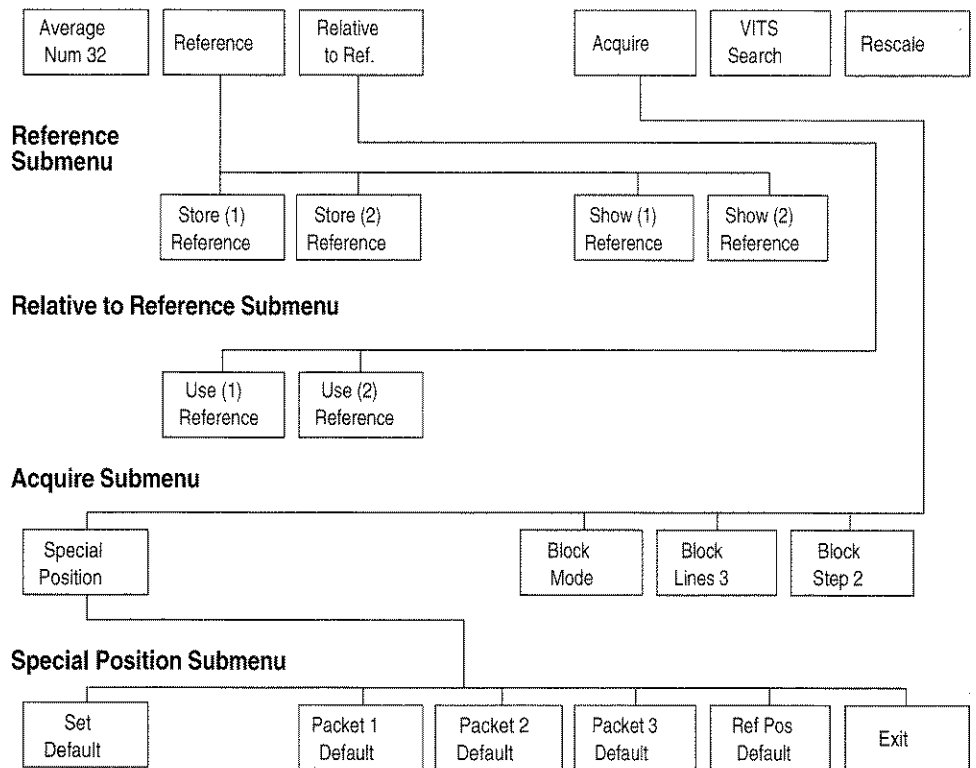 Average
Num 32
Reference
Relative
to Ref.
Acquire
VITS
Search
Rescale
Reference
Submenu
Store (1)
Reference
Store (2)
Reference
Show (1)
Reference
Show (2)
Reference
Relative to Reference Submenu
Use (1)
Reference
Use (2)
Reference
Acquire Submenu
Special
Position
Block
Mode
Block
Lines 3
Block
Step 2
Special Position Submenu
Set
Default
Packet 1
Default
Packet 2
Default
Packet 3
Default
Ref Pos
Default
Exit